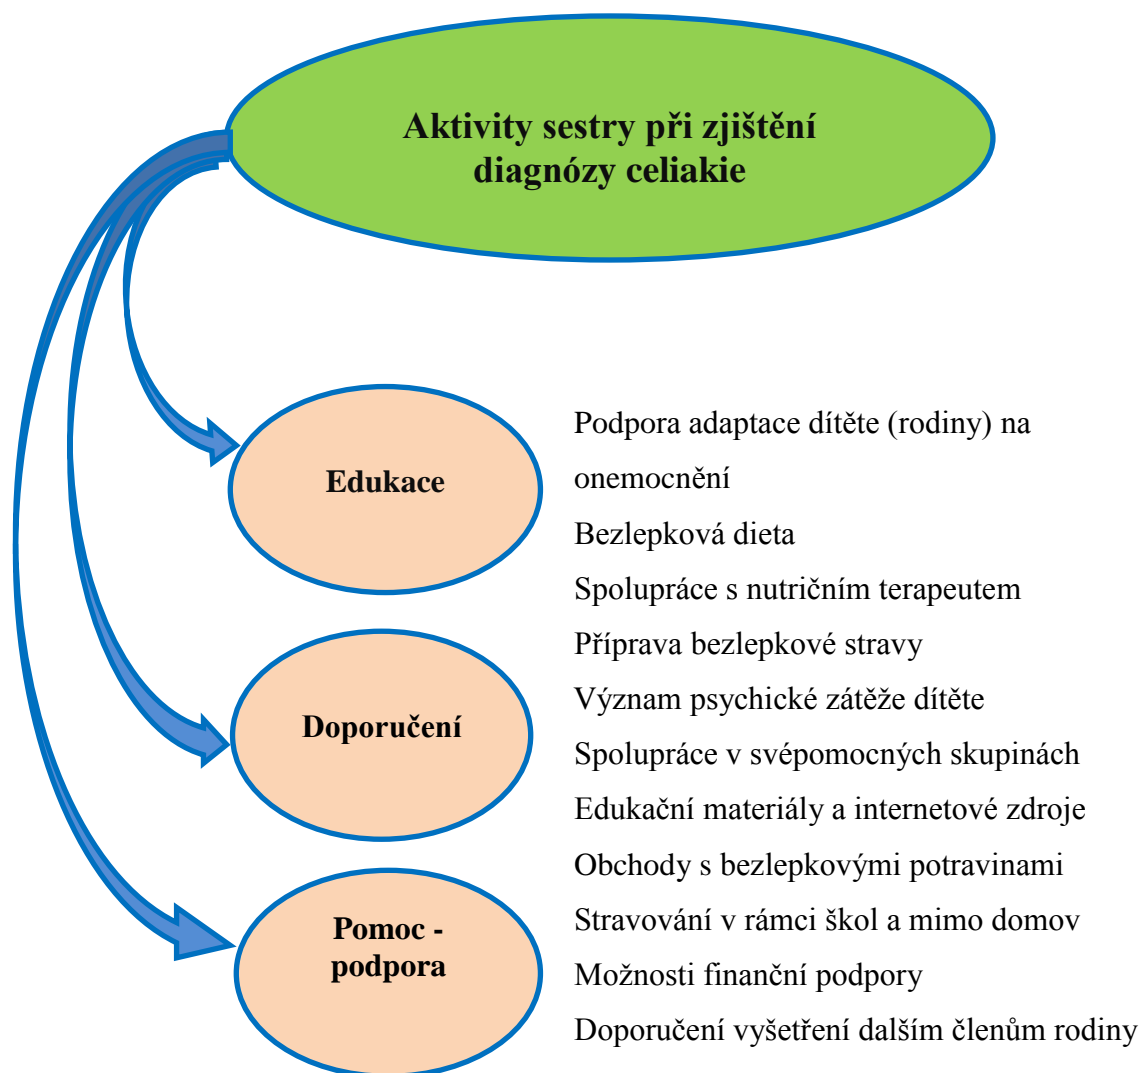 Aktivity sestry při zjištění
diagnózy celiakie
Edukace
Doporučení
Pomoc -
podpora
Podpora adaptace dítěte (rodiny) na
onemocnění
Bezlepková dieta
Spolupráce s nutričním terapeutem
Příprava bezlepkové stravy
Význam psychické zátěže dítěte
Spolupráce v svépomocných skupinách
Edukační materiály a internetové zdroje
Obchody s bezlepkovými potravinami
Stravování v rámci škol a mimo domov
Možnosti finanční podpory
Doporučení vyšetření dalším členům rodiny